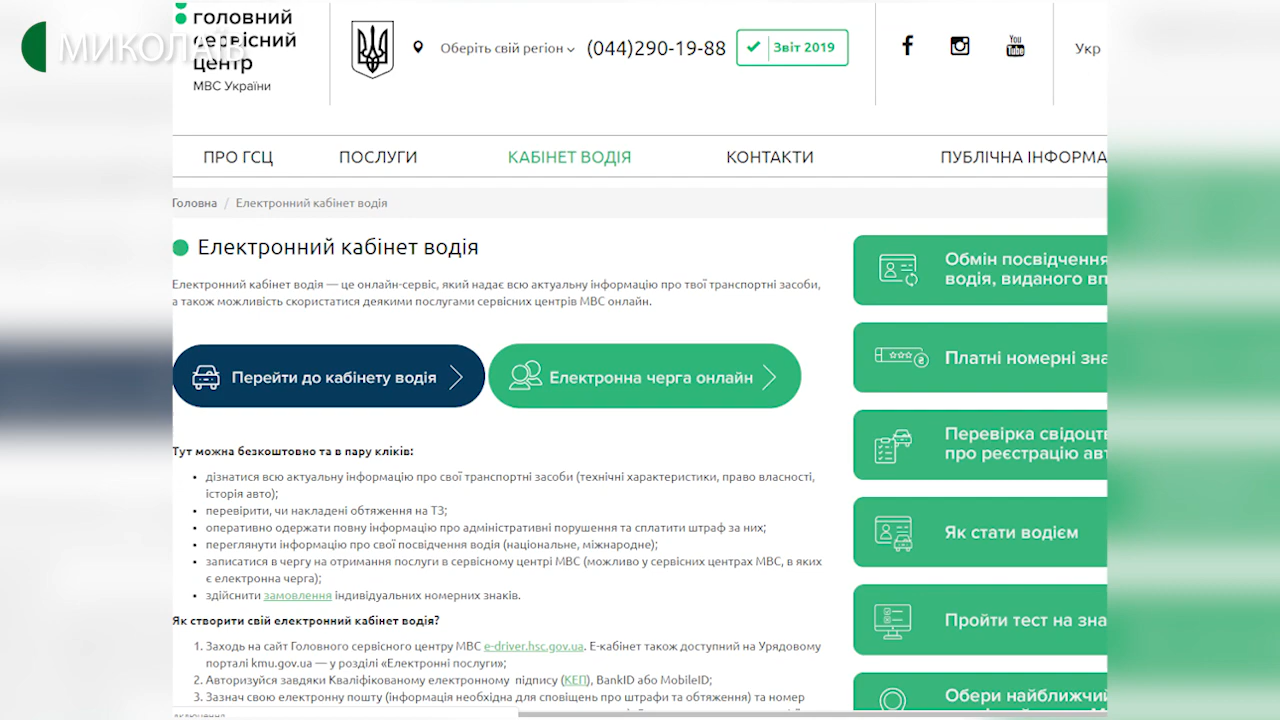 МИКОЛАЇВ
головний
сервісний
центр
МВС України
Оберіть свій регіон
(044)290-19-88
Звіт 2019
You
Tube
Укр
ПРО ГСЦ
ПОСЛУГИ
КАБІНЕТ ВОДІЯ
КОНТАКТИ
ПУБЛІЧНА ІНФОРМА
Головна / Електронний кабінет водія
Електронний кабінет водія
Електронний кабінет водія — це онлайн-сервіс, який надає всю актуальну інформацію про твої транспортні засоби,
а також можливість скористатися деякими послугами сервісних центрів МВС онлайн.
Перейти до кабінету водія
Електронна черга онлайн
Тут можна безкоштовно та в пару кліків:
• дізнатися всю актуальну інформацію про свої транспортні засоби (технічні характеристики, право власності,
історія авто);
• перевірити, чи накладені обтяження на ТЗ;
• оперативно одержати повну інформацію про адміністративні порушення та сплатити штраф за них;
• переглянути інформацію про свої посвідчення водія (національне, міжнародне);
• записатися в чергу на отримання послуги в сервісному центрі МВС (можливо у сервісних центрах МВС, в яких
є електронна черга);
• здійснити замовлення індивідуальних номерних знаків.
Як створити свій електронний кабінет водія?
1. Заходь на сайт Головного сервісного центру МВС e-driver.hsc.gov.ua. Е-кабінет також доступний на Урядовому
порталі kmu.gov.ua — у розділі «Електронні послуги»;
2. Авторизуйся завдяки Кваліфікованому електронному підпису (КЕП), BankID або MobileID;
3. Зазнач свою електронну пошту (інформація необхідна для сповіщень про штрафи та обтяження) та номер
Обмін посвідчення
водія, виданого вп
Платні номерні зна
Перевірка свідоцтв
про реєстрацію авт
Як стати водієм
Пройти тест на зна
Обери найближчий